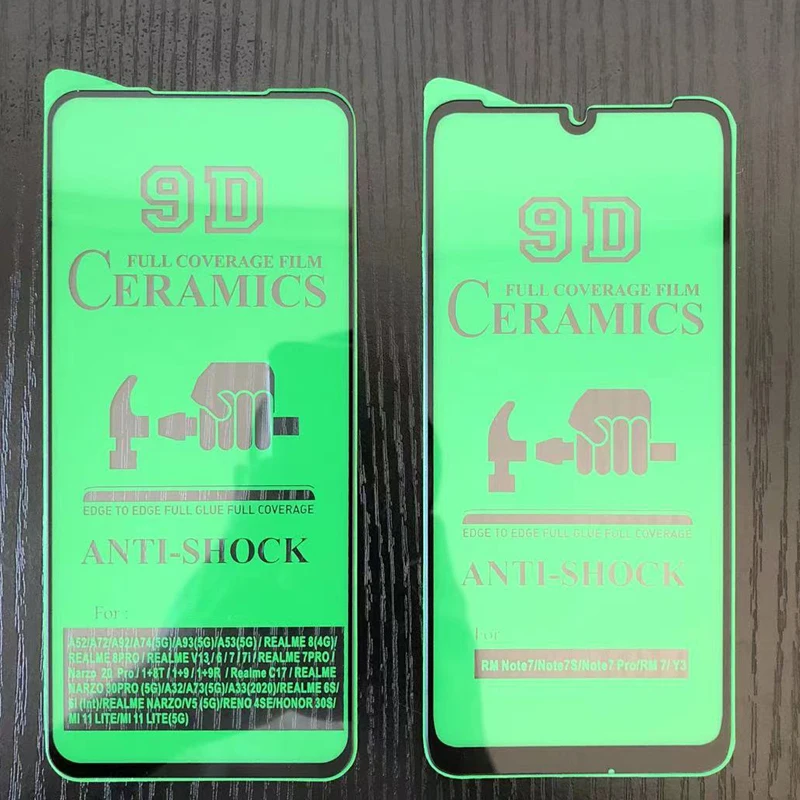 9D
FULL COVERAGE FILM
CERAMICS
EDGE TO EDGE FULL GLUE FULL COVERAGE
ANTI-SHOCK
For :
A52/A72/A92/A74(5G)/A93(5G)/A53(5G) / REALME 8(4G)/
REALME 8PRO / REALME V13 / 6 / 7 / 7i / REALME 7PRO /
Narzo 20 Pro / 1+8T / 1+9 / 1+9R / Realme C17 / REALME
NARZO 30PRO (5G)/A32/A73(5G)/A33(2020)/REALME 6S/
5i (Int)/REALME NARZO/V5 (5G)/RENO 4SE/HONOR 30S/
MI 11 LITE/MI 11 LITE(5G)
9D
FULL COVERAGE FILM
CERAMICS
EDGE TO EDGE FULL GLUE FULL COVERAGE
ANTI-SHOCK
For
RM Note7/Note7S/Note7 Pro/RM 7/ Y3